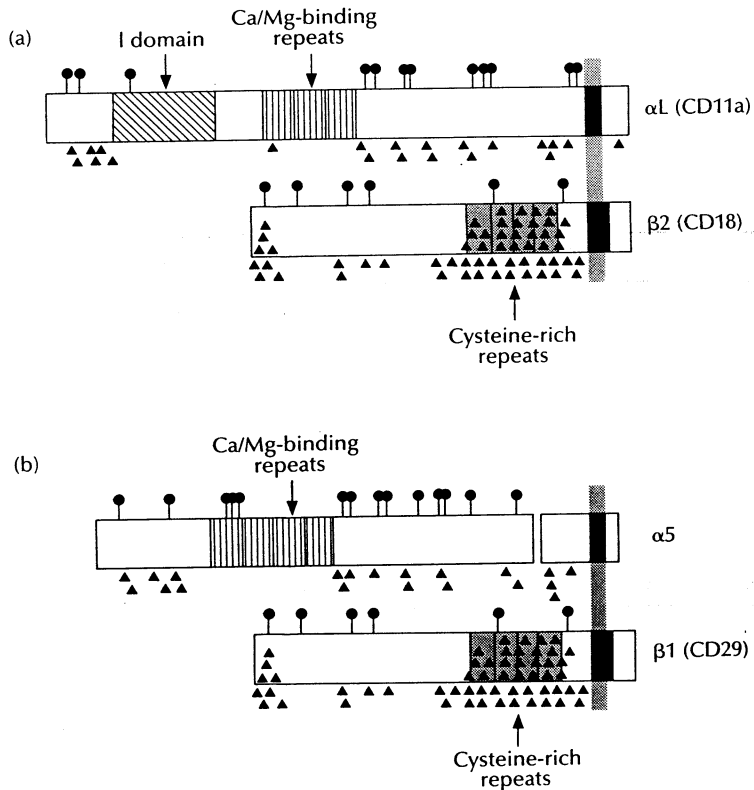 (a)
I domain
Ca/Mg-binding
repeats
αL (CD11a)
β2 (CD18)
Cysteine-rich
repeats
(b)
Ca/Mg-binding
repeats
α5
β1 (CD29)
Cysteine-rich
repeats